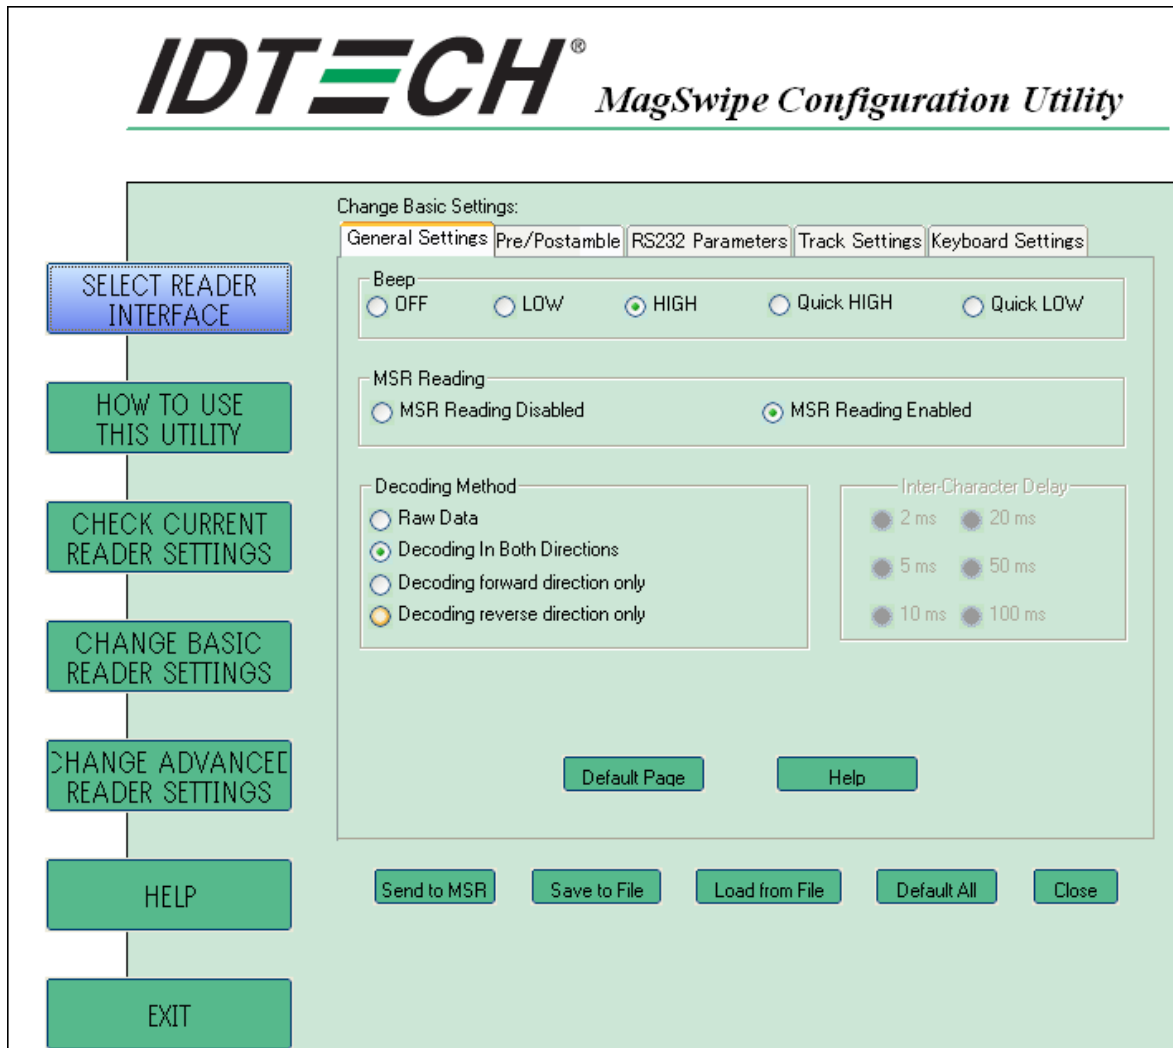 IDTECH®
MagSwipe Configuration Utility
Change Basic Settings:
General Settings Pre/Postamble RS232 Parameters Track Settings Keyboard Settings
SELECT READER
INTERFACE
HOW TO USE
THIS UTILITY
CHECK CURRENT
READER SETTINGS
CHANGE BASIC
READER SETTINGS
CHANGE ADVANCED
READER SETTINGS
HELP
EXIT
Beep
OFF LOW HIGH Quick HIGH Quick LOW
MSR Reading
MSR Reading Disabled MSR Reading Enabled
Decoding Method
Raw Data
Decoding In Both Directions
Decoding forward direction only
Decoding reverse direction only
Inter-Character Delay
2 ms 20 ms
5 ms 50 ms
10 ms 100 ms
Default Page Help
Send to MSR Save to File Load from File Default All Close